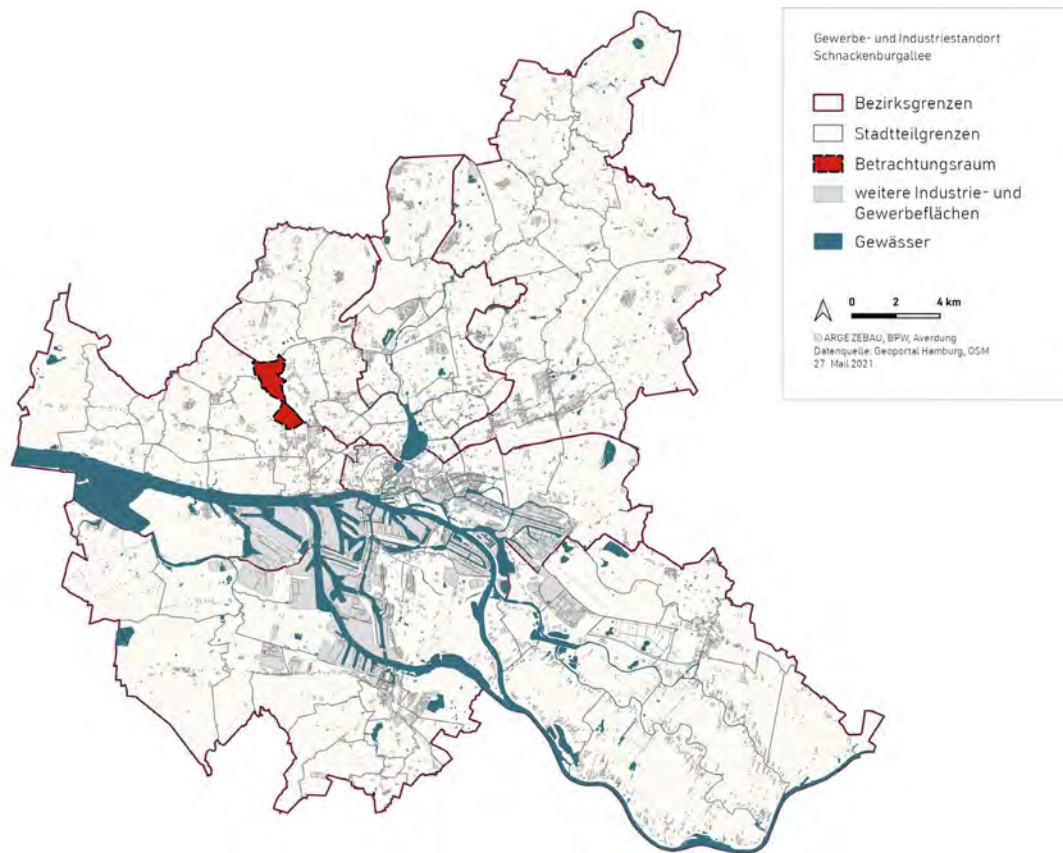 Gewerbe- und Industriestandort
Schnackenburgallee
Bezirksgrenzen
Stadtteilgrenzen
Betrachtungsraum
weitere Industrie- und
Gewerbeflächen
Gewässer
0 2 4 km
© ARGE ZEBAU, BPW, Averdung
Datenquelle: Geoportal Hamburg, OSM
27. Mail 2021